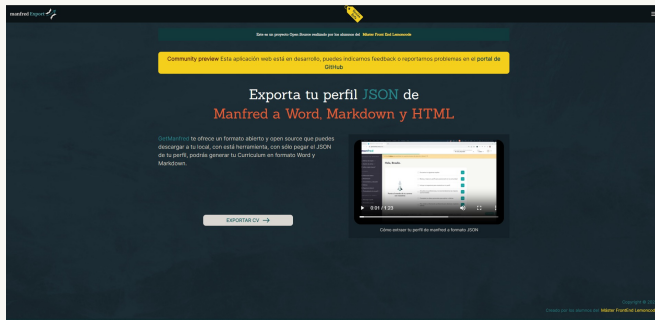 manfred Export
Este es un proyecto Open Source realizado por los alumnos del Máster Front End Lemoncode
Community preview Esta aplicación web está en desarrollo, puedes indicarnos feedback o reportarnos problemas en el portal de
GitHub
Exporta tu perfil JSON de
Manfred a Word, Markdown y HTML
GetManfred te ofrece un formato abierto y open source que puedes
descargar a tu local, con está herramienta, con sólo pegar el JSON
de tu perfil, podrás generar tu Curriculum en formato Word y
Markdown.
EXPORTAR CV
0:01 / 1:23
Cómo extraer tu perfil de manfred a formato JSON
Copyright ©
Máster FrontEnd Lemoncode